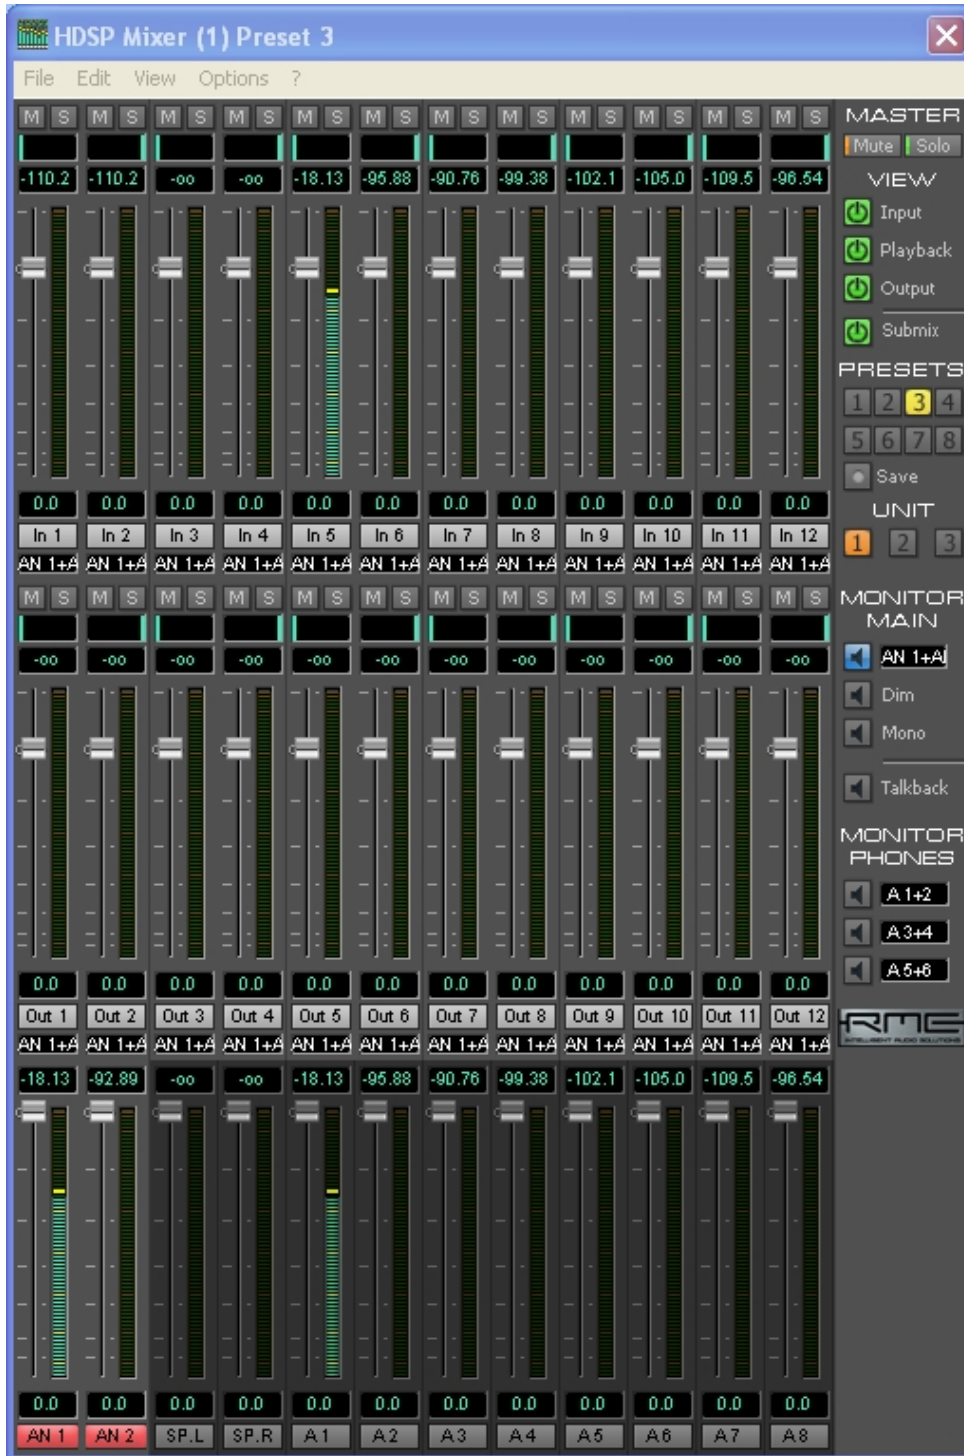 HDSP Mixer (1) Preset 3
File Edit View Options ?
M S M S M S M S M S M S M S M S M S M S M S M S
-110.2 -110.2 -oo -oo -18.13 -95.88 -90.76 -99.38 -102.1 -105.0 -109.5 -96.54
0.0 0.0 0.0 0.0 0.0 0.0 0.0 0.0 0.0 0.0 0.0 0.0
In 1 In 2 In 3 In 4 In 5 In 6 In 7 In 8 In 9 In 10 In 11 In 12
AN 1+A AN 1+A AN 1+A AN 1+A AN 1+A AN 1+A AN 1+A AN 1+A AN 1+A AN 1+A AN 1+A AN 1+A
M S M S M S M S M S M S M S M S M S M S M S M S
-oo -oo -oo -oo -oo -oo -oo -oo -oo -oo -oo -oo
0.0 0.0 0.0 0.0 0.0 0.0 0.0 0.0 0.0 0.0 0.0 0.0
Out 1 Out 2 Out 3 Out 4 Out 5 Out 6 Out 7 Out 8 Out 9 Out 10 Out 11 Out 12
AN 1+A AN 1+A AN 1+A AN 1+A AN 1+A AN 1+A AN 1+A AN 1+A AN 1+A AN 1+A AN 1+A AN 1+A
-18.13 -92.89 -oo -oo -18.13 -95.88 -90.76 -99.38 -102.1 -105.0 -109.5 -96.54
0.0 0.0 0.0 0.0 0.0 0.0 0.0 0.0 0.0 0.0 0.0 0.0
AN 1 AN 2 SP.L SP.R A 1 A 2 A 3 A 4 A 5 A 6 A 7 A 8
MASTER
Mute Solo
VIEW
Input
Playback
Output
Submix
PRESETS
1 2 3 4
5 6 7 8
Save
UNIT
1 2 3
MONITOR
MAIN
AN 1+A
Dim
Mono
Talkback
MONITOR
PHONES
A 1+2
A 3+4
A 5+6
RME
INTELLIGENT AUDIO SOLUTIONS